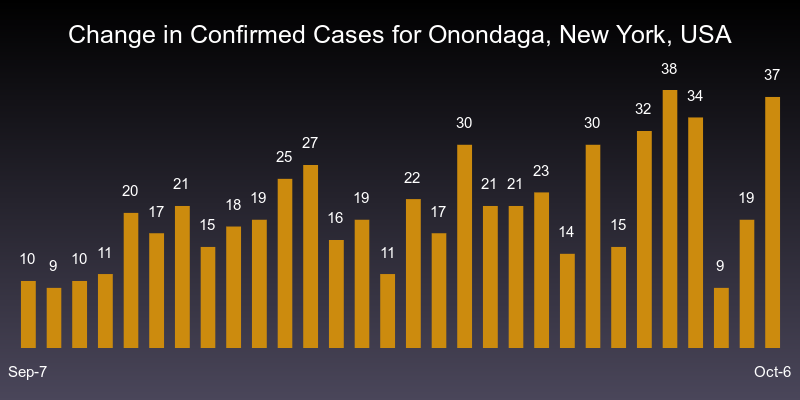 Change in Confirmed Cases for Onondaga, New York, USA
10 9 10 11 20 17 21 15 18 19 25 27 16 19 11 22 17 30 21 21 23 14 30 15 32 38 34 9 19 37
Sep-7 Oct-6